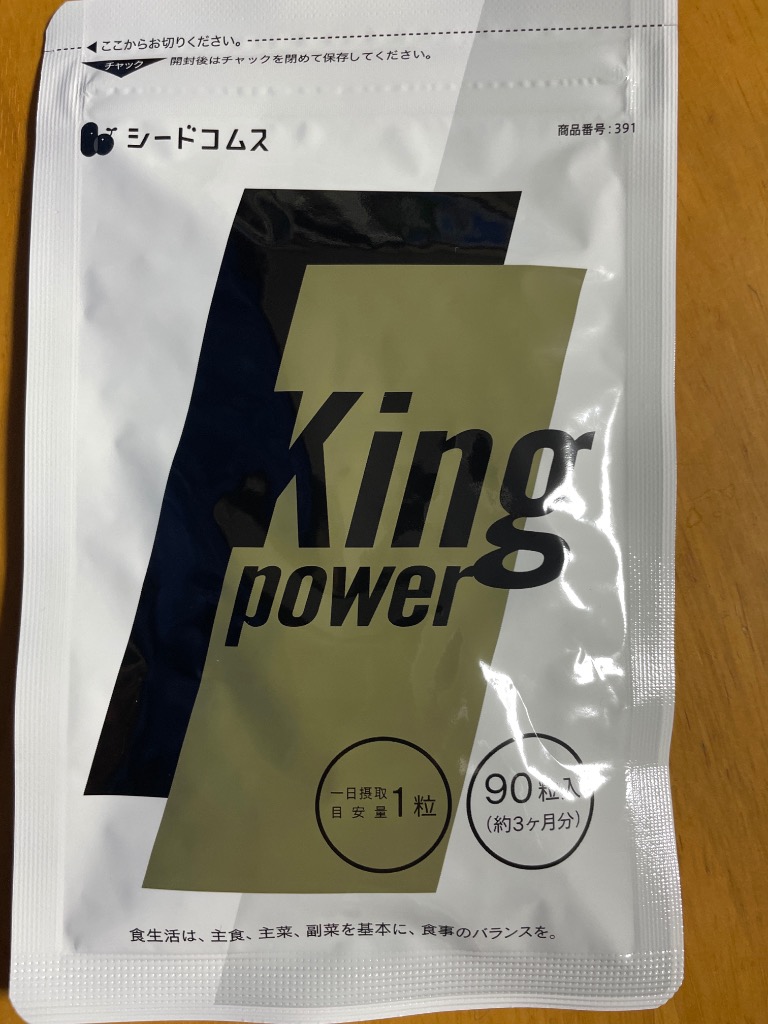 ここからお切りください。
チャック
開封後はチャックを閉めて保存してください。
シードコムス
商品番号：391
King
power
一日摂取
目安量
1粒
90粒入
(約3ヶ月分)
食生活は、主食、主菜、副菜を基本に、食事のバランスを。